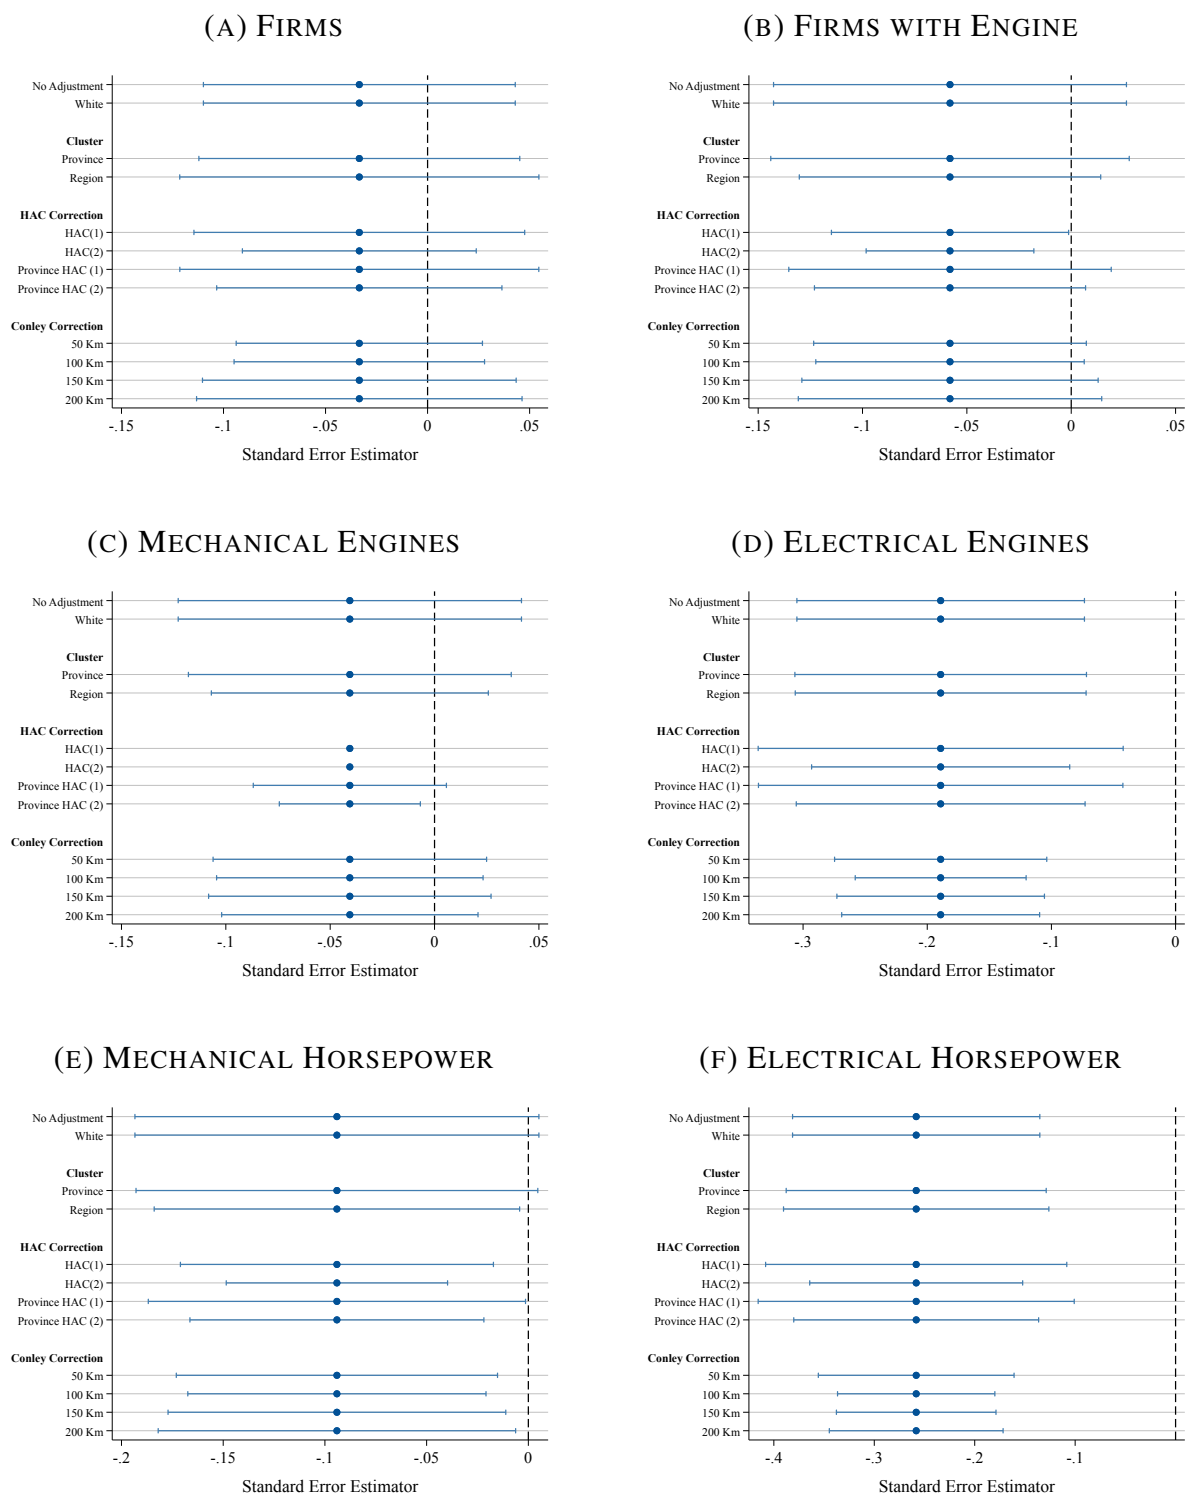 (A) FIRMS
No Adjustment
White
Cluster
Province
Region
HAC Correction
HAC(1)
HAC(2)
Province HAC (1)
Province HAC (2)
Conley Correction
50 Km
100 Km
150 Km
200 Km
-.15 -.1 -.05 0 .05
Standard Error Estimator
(B) FIRMS WITH ENGINE
No Adjustment
White
Cluster
Province
Region
HAC Correction
HAC(1)
HAC(2)
Province HAC (1)
Province HAC (2)
Conley Correction
50 Km
100 Km
150 Km
200 Km
-.15 -.1 -.05 0 .05
Standard Error Estimator
(C) MECHANICAL ENGINES
No Adjustment
White
Cluster
Province
Region
HAC Correction
HAC(1)
HAC(2)
Province HAC (1)
Province HAC (2)
Conley Correction
50 Km
100 Km
150 Km
200 Km
-.15 -.1 -.05 0 .05
Standard Error Estimator
(D) ELECTRICAL ENGINES
No Adjustment
White
Cluster
Province
Region
HAC Correction
HAC(1)
HAC(2)
Province HAC (1)
Province HAC (2)
Conley Correction
50 Km
100 Km
150 Km
200 Km
-.3 -.2 -.1 0
Standard Error Estimator
(E) MECHANICAL HORSEPOWER
No Adjustment
White
Cluster
Province
Region
HAC Correction
HAC(1)
HAC(2)
Province HAC (1)
Province HAC (2)
Conley Correction
50 Km
100 Km
150 Km
200 Km
-.2 -.15 -.1 -.05 0
Standard Error Estimator
(F) ELECTRICAL HORSEPOWER
No Adjustment
White
Cluster
Province
Region
HAC Correction
HAC(1)
HAC(2)
Province HAC (1)
Province HAC (2)
Conley Correction
50 Km
100 Km
150 Km
200 Km
-.4 -.3 -.2 -.1
Standard Error Estimator